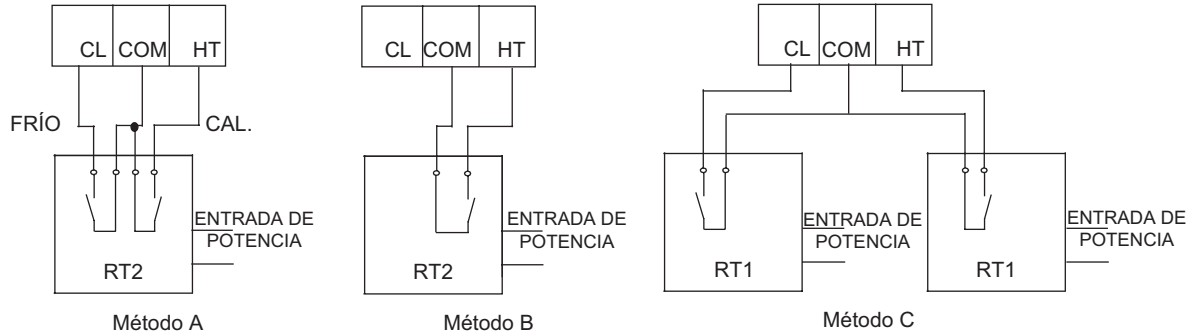 CL COM HT
CL COM HT
CL COM HT
FRÍO
CAL.
ENTRADA DE
POTENCIA
RT2
ENTRADA DE
POTENCIA
RT2
ENTRADA DE
POTENCIA
RT1
ENTRADA DE
POTENCIA
RT1
Método A
Método B
Método C